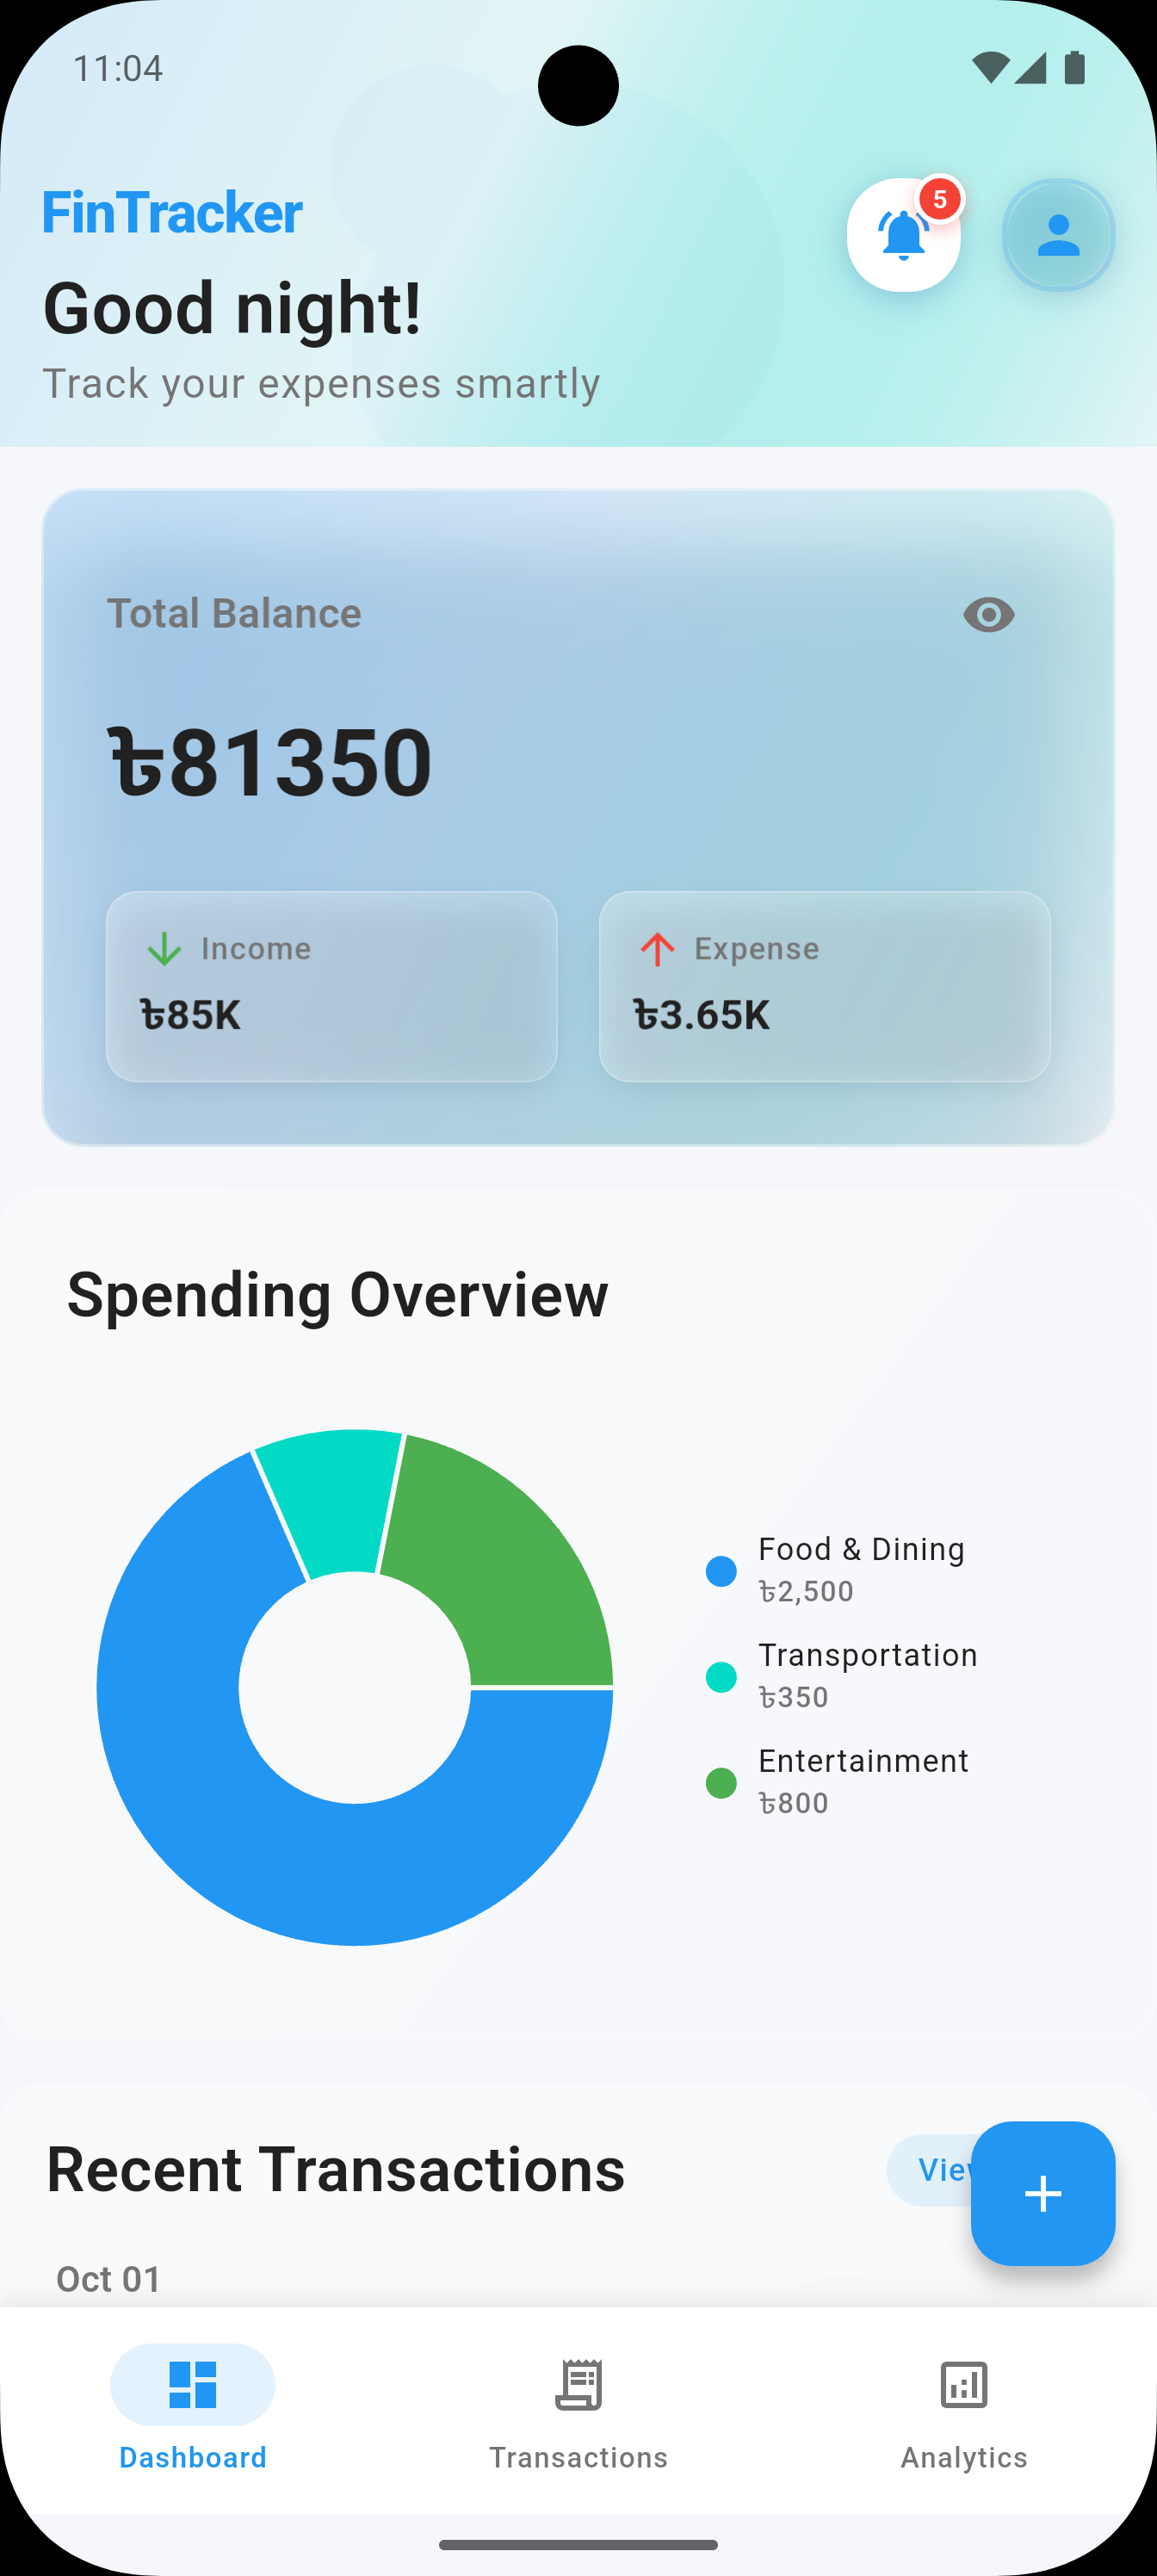 11:04
FinTracker
5
Good night!
Track your expenses smartly
Total Balance
৳81350
Income
৳85K
Expense
৳3.65K
Spending Overview
Food & Dining
৳2,500
Transportation
৳350
Entertainment
৳800
Recent Transactions
Oct 01
Dashboard
Transactions
Analytics